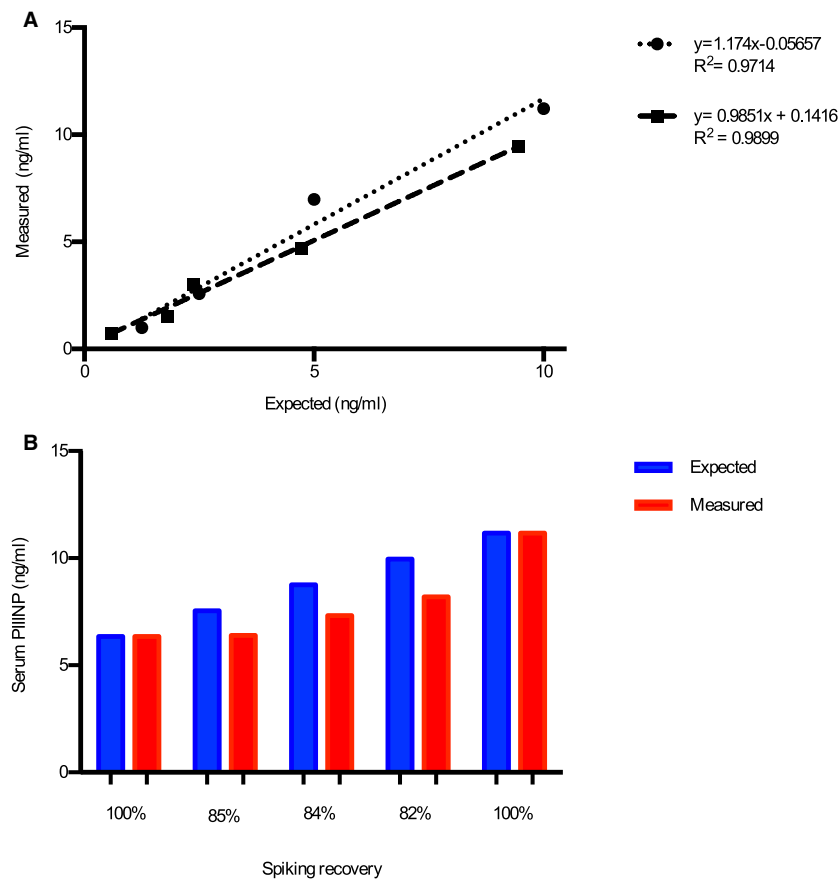 A
15
10
5
0
Measured (ng/ml)
0
5
10
Expected (ng/ml)
y=1.174x-0.05657
R²= 0.9714
y= 0.9851x + 0.1416
R² = 0.9899
B
15
10
5
0
Serum PIIINP (ng/ml)
100%
85%
84%
82%
100%
Spiking recovery
Expected
Measured